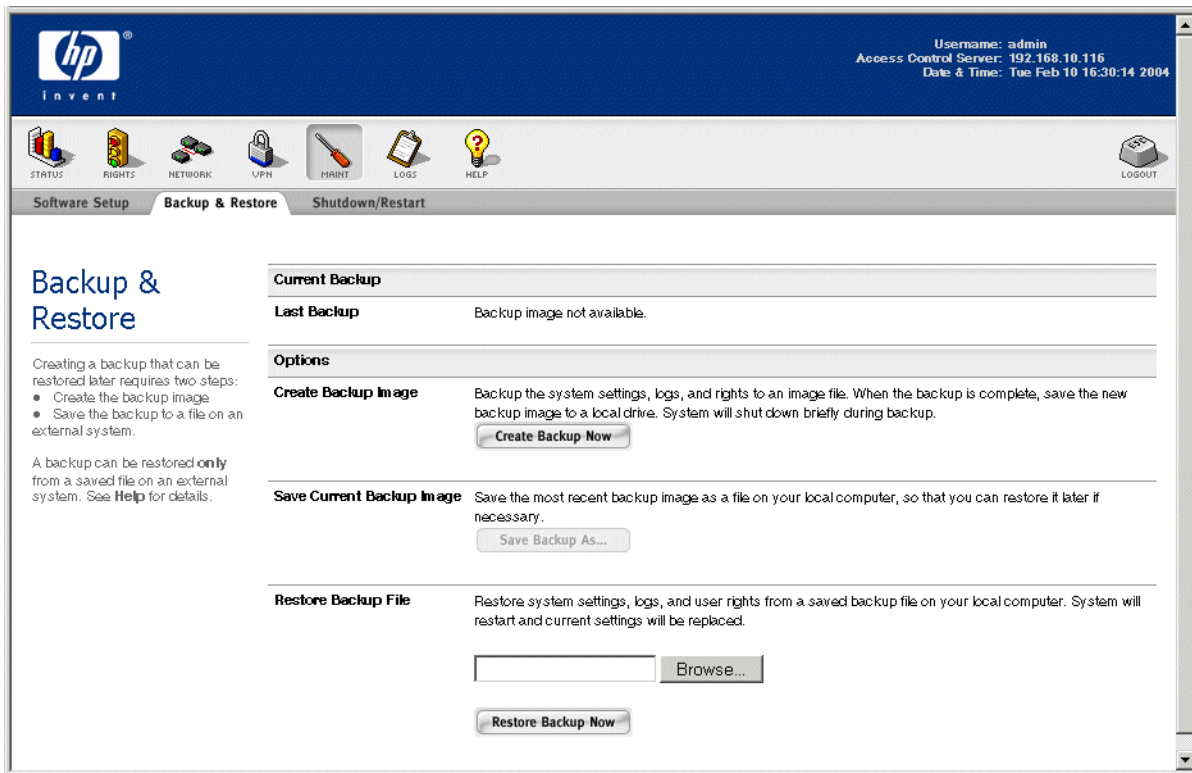 hp
®
invent
Username: admin
Access Control Server: 192.168.10.116
Date & Time: Tue Feb 10 16:30:14 2004
STATUS
RIGHTS
NETWORK
VPN
MAINT
LOGS
HELP
LOGOUT
Software Setup
Backup & Restore
Shutdown/Restart
Backup &
Restore
Creating a backup that can be
restored later requires two steps:
• Create the backup image
• Save the backup to a file on an
external system.
A backup can be restored only
from a saved file on an external
system. See Help for details.
Current Backup
Last Backup
Backup image not available.
Options
Create Backup Image
Backup the system settings, logs, and rights to an image file. When the backup is complete, save the new
backup image to a local drive. System will shut down briefly during backup.
Create Backup Now
Save Current Backup Image
Save the most recent backup image as a file on your local computer, so that you can restore it later if
necessary.
Save Backup As...
Restore Backup File
Restore system settings, logs, and user rights from a saved backup file on your local computer. System will
restart and current settings will be replaced.
Browse...
Restore Backup Now